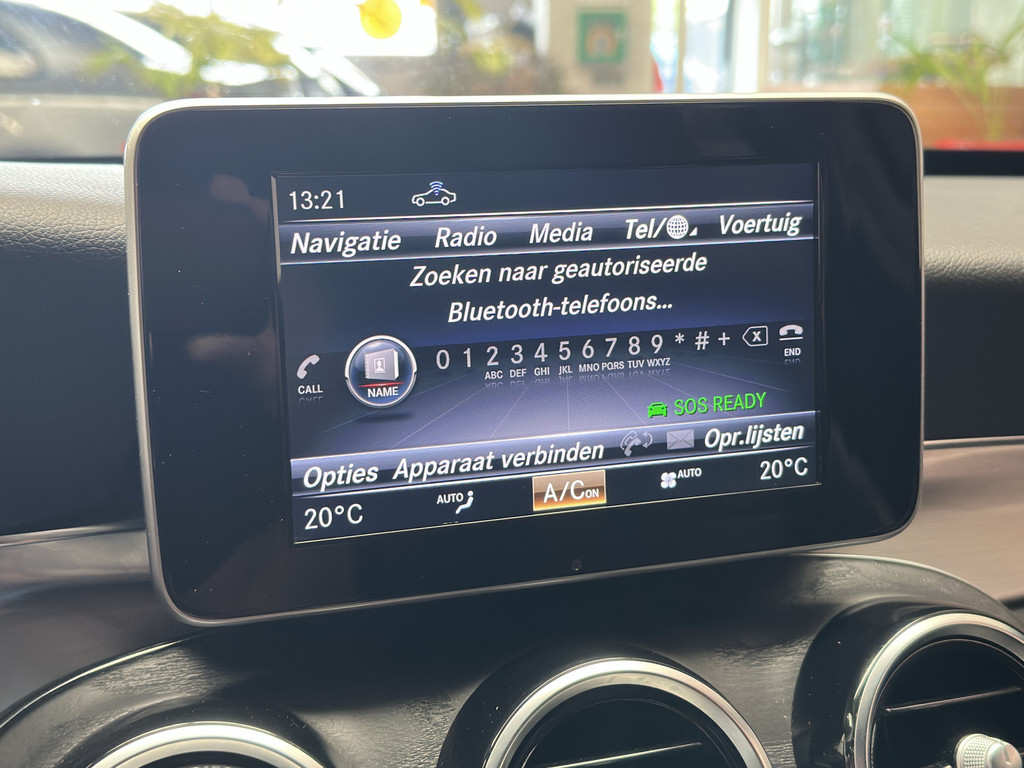 13:21
Navigatie Radio Media Tel/ Voertuig
Zoeken naar geautoriseerde
Bluetooth-telefoons...
CALL NAME 0 1 2 3 4 5 6 7 8 9 * # + X END
ABC DEF GHI JKL MNO PQRS TUV WXYZ
SOS READY
Opties Apparaat verbinden Opr.lijsten
20°C AUTO A/C ON AUTO 20°C